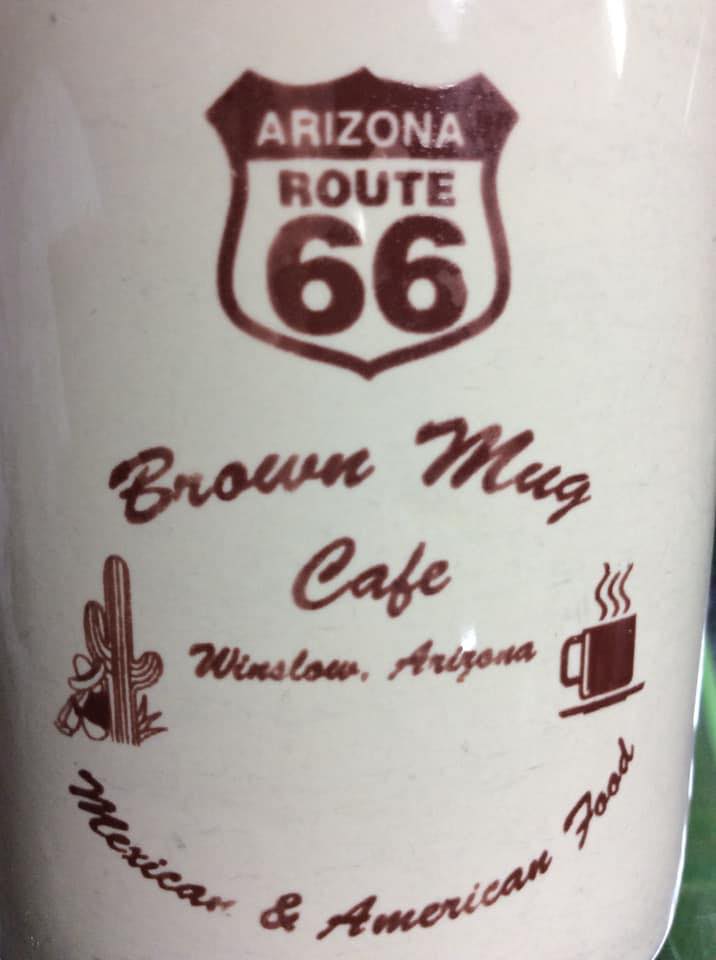 ARIZONA
ROUTE
66
Brown Mug
Cafe
Winslow, Arizona
Mexican & American Food